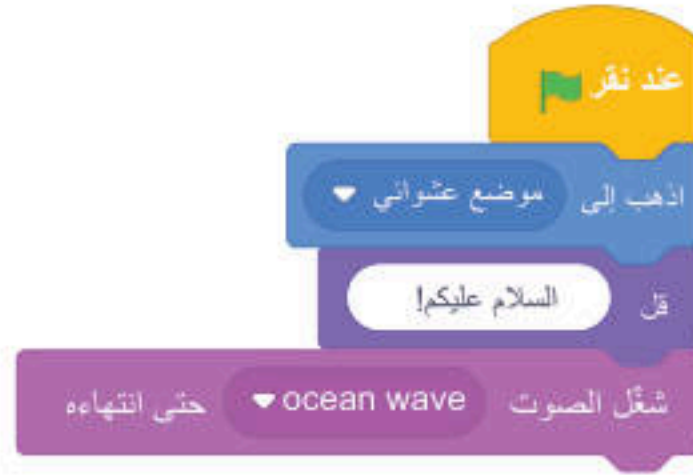 عند نقر
اذهب إلى موضع عشوائي
قل السلام عليكم!
شغّل الصوت ocean wave حتى انتهاءه